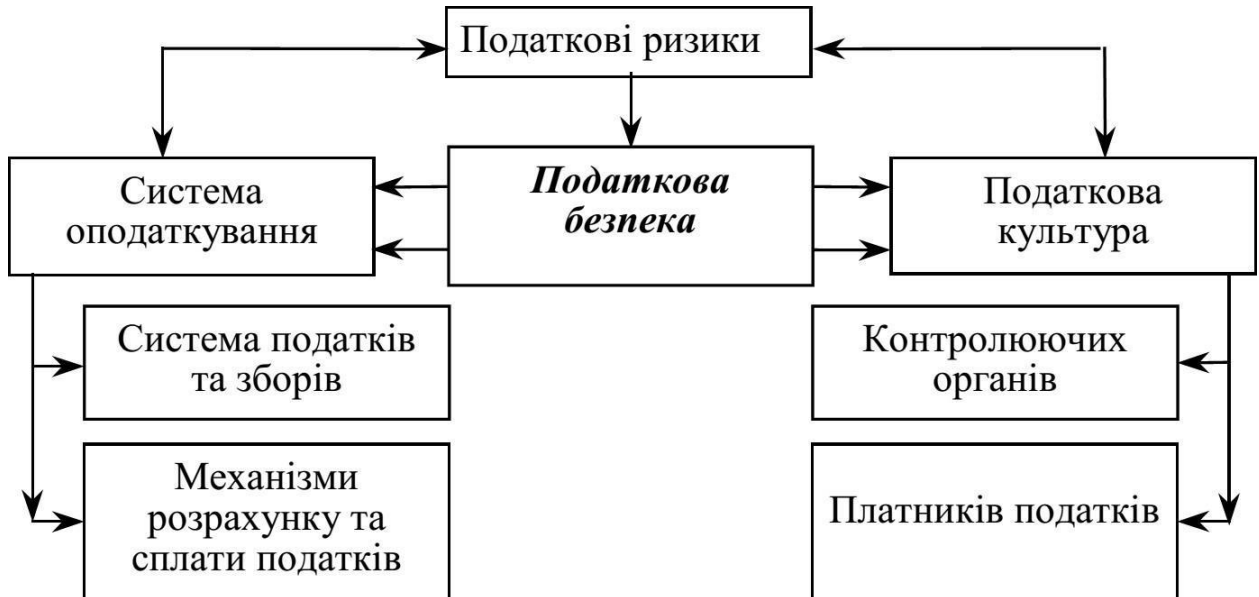 Податкові ризики
Система
оподаткування
Податкова
безпека
Податкова
культура
Система податків
та зборів
Контролюючих
органів
Механізми
розрахунку та
сплати податків
Платників податків